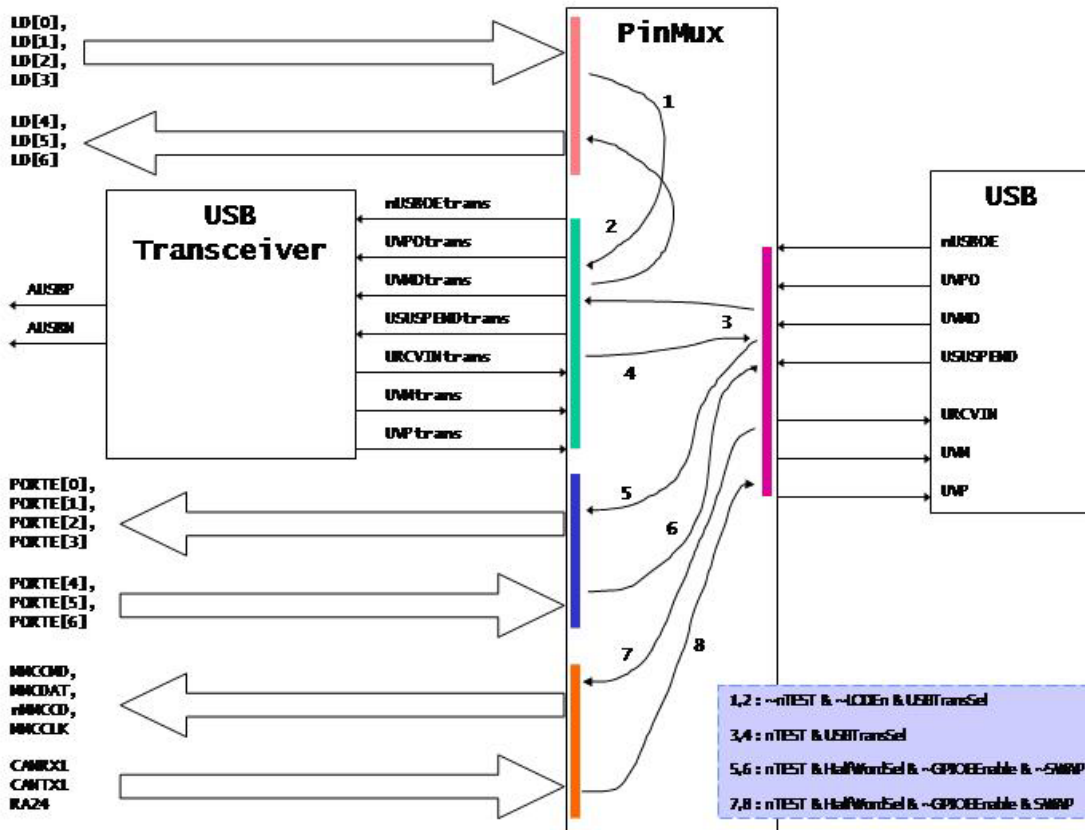 LD[0],
LD[1],
LD[2],
LD[3]
PinMux
1
LD[4],
LD[5],
LD[6]
USB
Transceiver
nUSBOEtrans
UVPOtrans
UVMOtrans
USUSPENDtrans
URCVINtrans
UVMtrans
UVPtrans
AUSBP
AUSBN
2
3
4
USB
nUSBOE
UVPO
UVMO
USUSPEND
URCVIN
UVM
UVP
PORTE[0],
PORTE[1],
PORTE[2],
PORTE[3]
5
6
PORTE[4],
PORTE[5],
PORTE[6]
7
8
MMCCMD,
MMCDAT,
nMMCCD,
MMCCLK
CANRX1
CANTX1
RA24
1,2 : ~nTEST & ~LCDEn & USBTransSel
3,4 : nTEST & USBTransSel
5,6 : nTEST & HalfWordSel & ~GPIOEEnable & ~SWAP
7,8 : nTEST & HalfWordSel & ~GPIOEEnable & SWAP